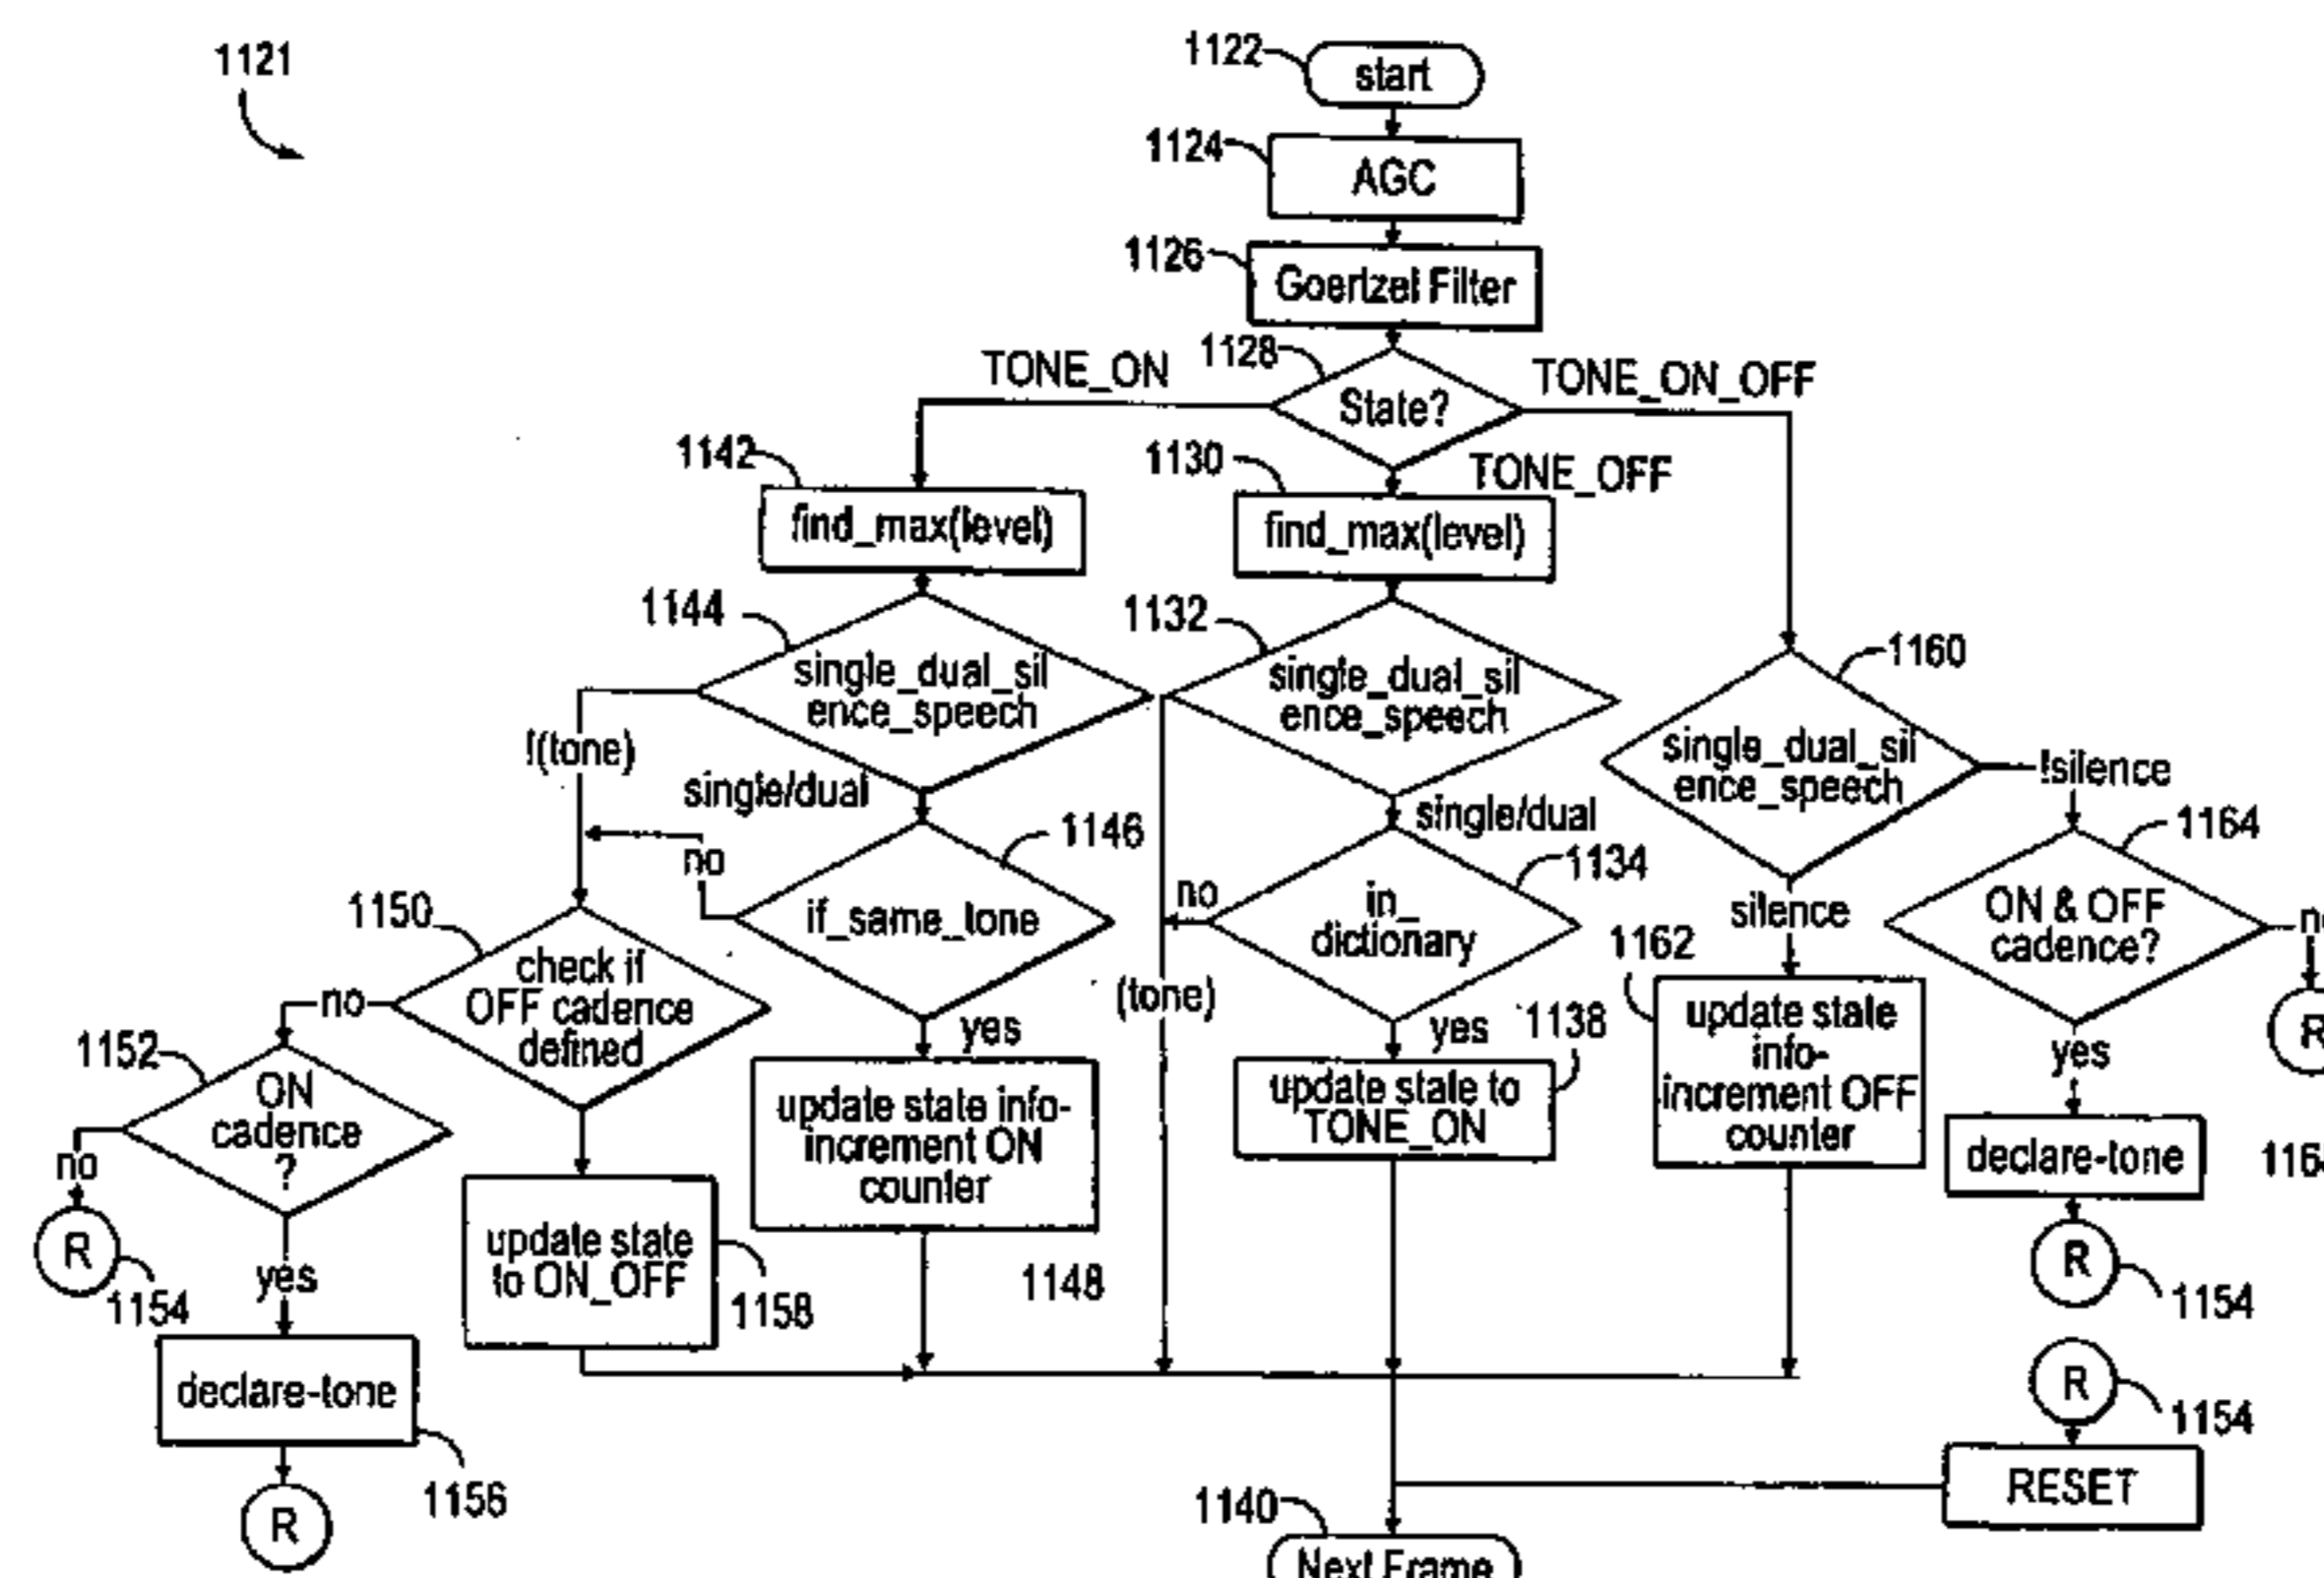 1121
1122
start
1124
AGC
1126
Goertzel Filter
1128
State?
TONE_ON
TONE_ON_OFF
TONE_OFF
1142
find_max(level)
1130
find_max(level)
1144
single_dual_sil
ence_speech
1132
single_dual_sil
ence_speech
1160
single_dual_sil
ence_speech
!(tone)
single/dual
single/dual
!silence
silence
1146
if_same_tone
no
yes
1134
in_
dictionary
no
(tone)
yes
1164
ON & OFF
cadence?
yes
R
1150
check if
OFF cadence
defined
no
1152
ON
cadence
?
no
R
1154
yes
declare-tone
1156
R
update state
to ON_OFF
1158
update state info-
increment ON
counter
1148
1138
update state to
TONE_ON
1162
update state
info-
increment OFF
counter
declare-tone
R
1154
R
1154
RESET
1140
Next Frame